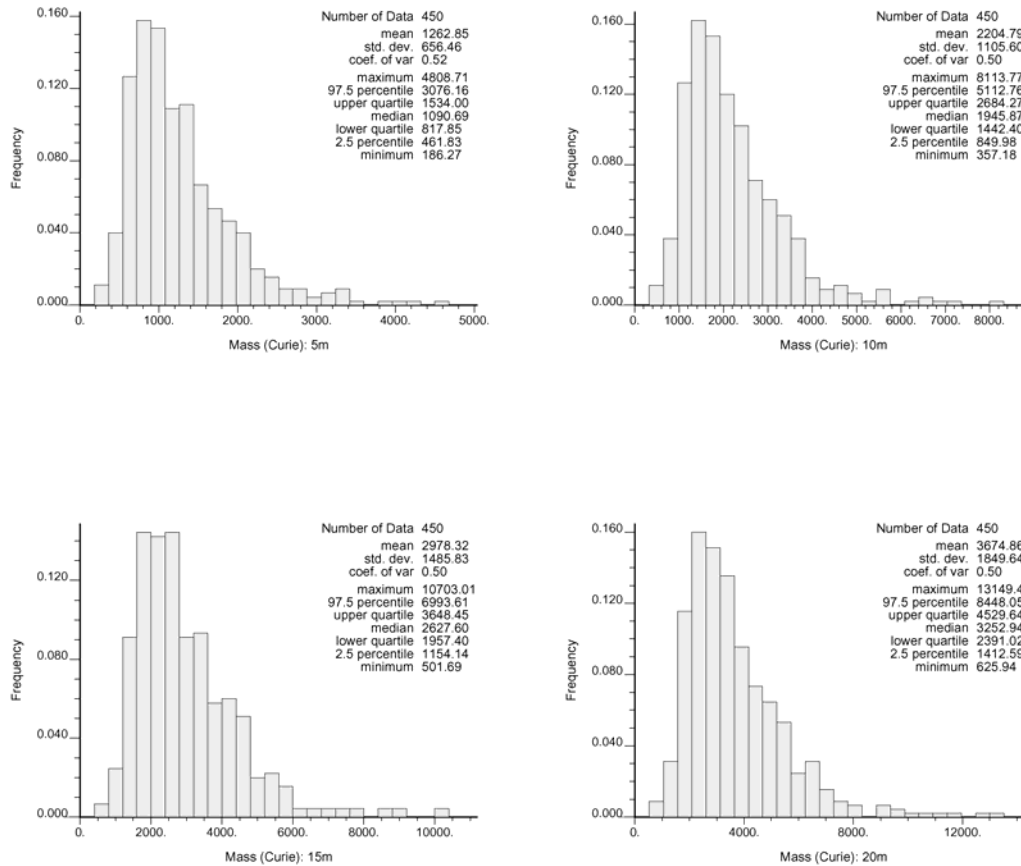 Number of Data 450
mean 1262.85
std. dev. 656.46
coef. of var 0.52
maximum 4808.71
97.5 percentile 3076.16
upper quartile 1534.00
median 1090.69
lower quartile 817.85
2.5 percentile 461.83
minimum 186.27
Frequency
0.160
0.120
0.080
0.040
0.000
0. 1000. 2000. 3000. 4000. 5000.
Mass (Curie): 5m
Number of Data 450
mean 2204.79
std. dev. 1105.60
coef. of var 0.50
maximum 8113.77
97.5 percentile 5112.76
upper quartile 2684.27
median 1945.87
lower quartile 1442.40
2.5 percentile 849.98
minimum 357.18
Frequency
0.160
0.120
0.080
0.040
0.000
0. 1000. 2000. 3000. 4000. 5000. 6000. 7000. 8000.
Mass (Curie): 10m
Number of Data 450
mean 2978.32
std. dev. 1485.83
coef. of var 0.50
maximum 10703.01
97.5 percentile 6993.61
upper quartile 3648.45
median 2627.60
lower quartile 1957.40
2.5 percentile 1154.14
minimum 501.69
Frequency
0.120
0.080
0.040
0.000
0. 2000. 4000. 6000. 8000. 10000.
Mass (Curie): 15m
Number of Data 450
mean 3674.86
std. dev. 1849.64
coef. of var 0.50
maximum 13149.4
97.5 percentile 8448.05
upper quartile 4529.64
median 3252.94
lower quartile 2391.02
2.5 percentile 1412.59
minimum 625.94
Frequency
0.160
0.120
0.080
0.040
0.000
0. 4000. 8000. 12000.
Mass (Curie): 20m